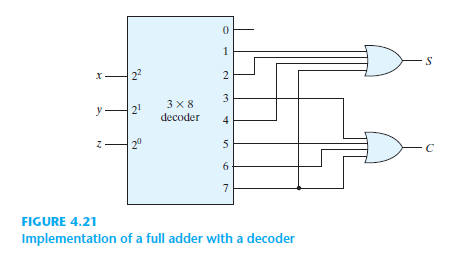 0
1
x 2² 2
S
3
y 2¹ 3 × 8
decoder
4
z 2⁰ 5
C
6
7
FIGURE 4.21
Implementation of a full adder with a decoder